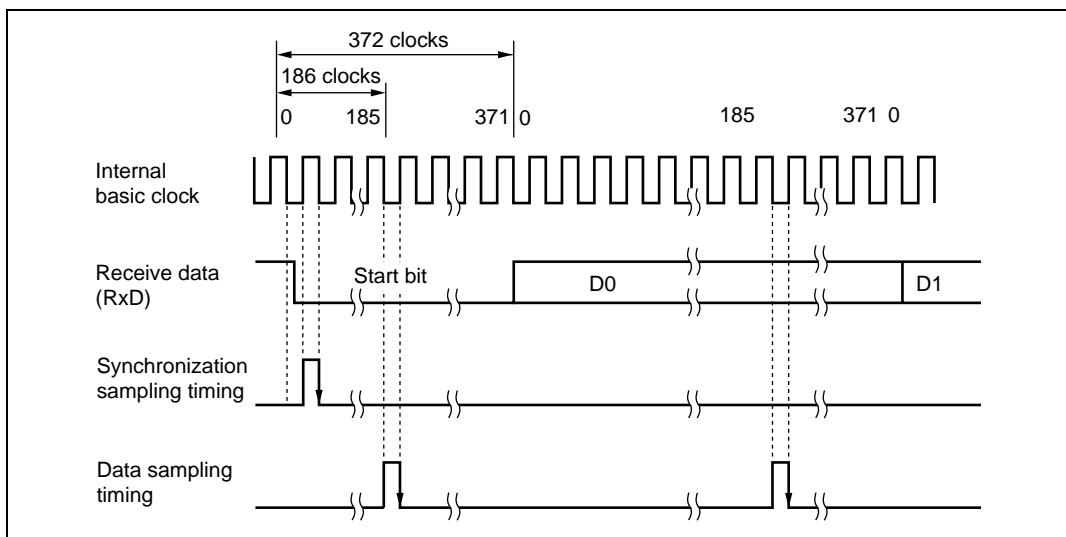 372 clocks
186 clocks
0 185 371 0 185 371 0
Internal
basic clock
Receive data
(RxD)
Start bit D0 D1
Synchronization
sampling timing
Data sampling
timing